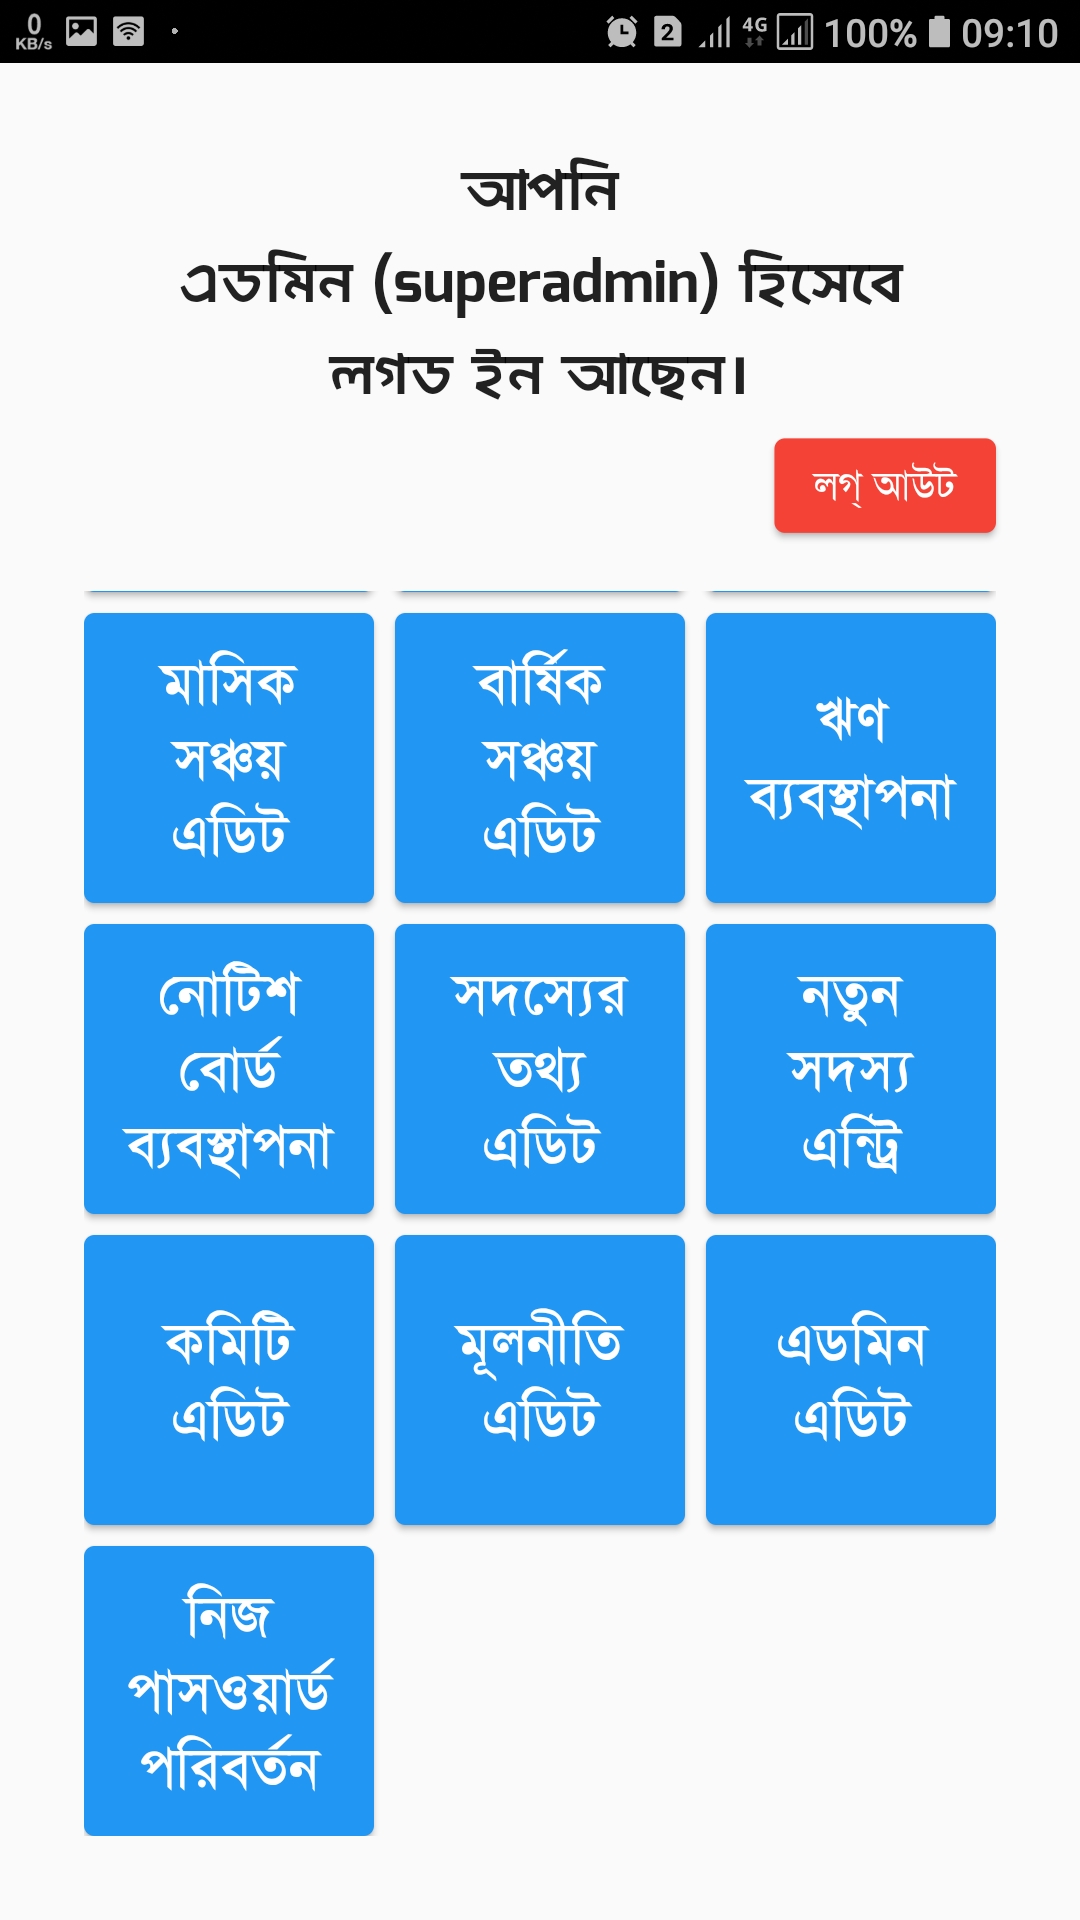 0
KB/s
2
4G
100%
09:10
আপনি
এডমিন (superadmin) হিসেবে
লগড ইন আছেন।
লগ্ আউট
মাসিক
সঞ্চয়
এডিট
বার্ষিক
সঞ্চয়
এডিট
ঋণ
ব্যবস্থাপনা
নোটিশ
বোর্ড
ব্যবস্থাপনা
সদস্যের
তথ্য
এডিট
নতুন
সদস্য
এন্ট্রি
কমিটি
এডিট
মূলনীতি
এডিট
এডমিন
এডিট
নিজ
পাসওয়ার্ড
পরিবর্তন